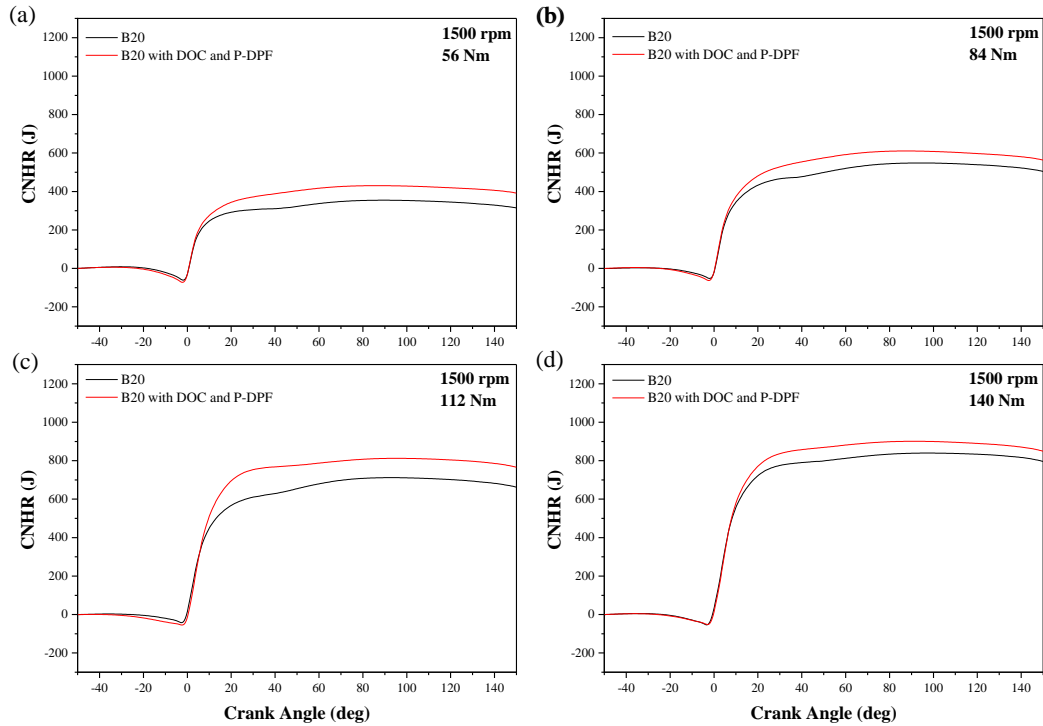 (a)
B20
B20 with DOC and P-DPF
1500 rpm
56 Nm
CNHR (J)
1200
1000
800
600
400
200
0
-200
-40 -20 0 20 40 60 80 100 120 140
(b)
B20
B20 with DOC and P-DPF
1500 rpm
84 Nm
CNHR (J)
1200
1000
800
600
400
200
0
-200
-40 -20 0 20 40 60 80 100 120 140
(c)
B20
B20 with DOC and P-DPF
1500 rpm
112 Nm
CNHR (J)
1200
1000
800
600
400
200
0
-200
-40 -20 0 20 40 60 80 100 120 140
Crank Angle (deg)
(d)
B20
B20 with DOC and P-DPF
1500 rpm
140 Nm
CNHR (J)
1200
1000
800
600
400
200
0
-200
-40 -20 0 20 40 60 80 100 120 140
Crank Angle (deg)